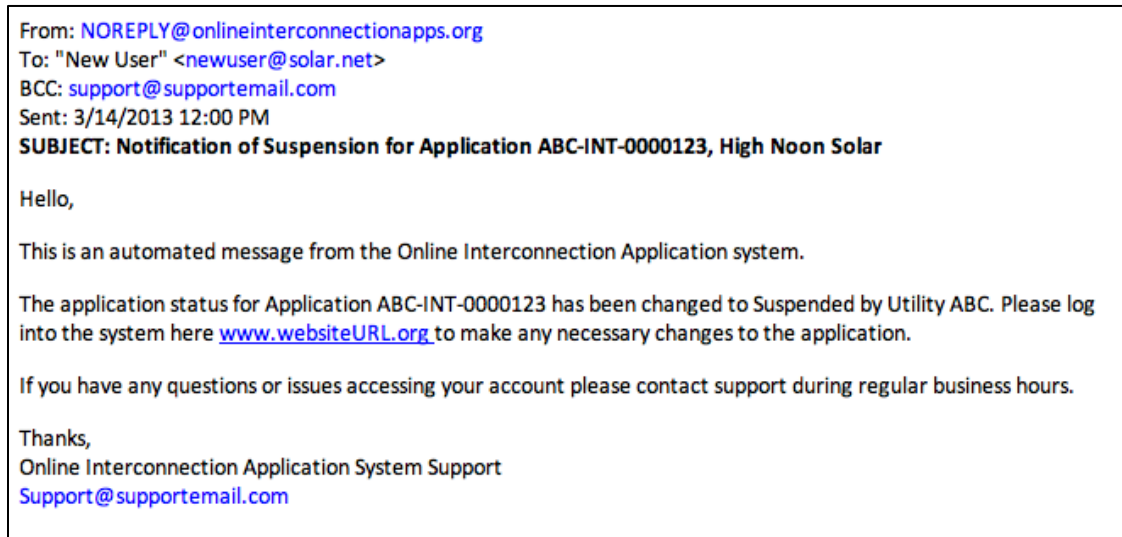 From: NOREPLY@onlineinterconnectionapps.org
To: "New User" <newuser@solar.net>
BCC: support@supportemail.com
Sent: 3/14/2013 12:00 PM
SUBJECT: Notification of Suspension for Application ABC-INT-0000123, High Noon Solar
Hello,
This is an automated message from the Online Interconnection Application system.
The application status for Application ABC-INT-0000123 has been changed to Suspended by Utility ABC. Please log
into the system here www.websiteURL.org to make any necessary changes to the application.
If you have any questions or issues accessing your account please contact support during regular business hours.
Thanks,
Online Interconnection Application System Support
Support@supportemail.com